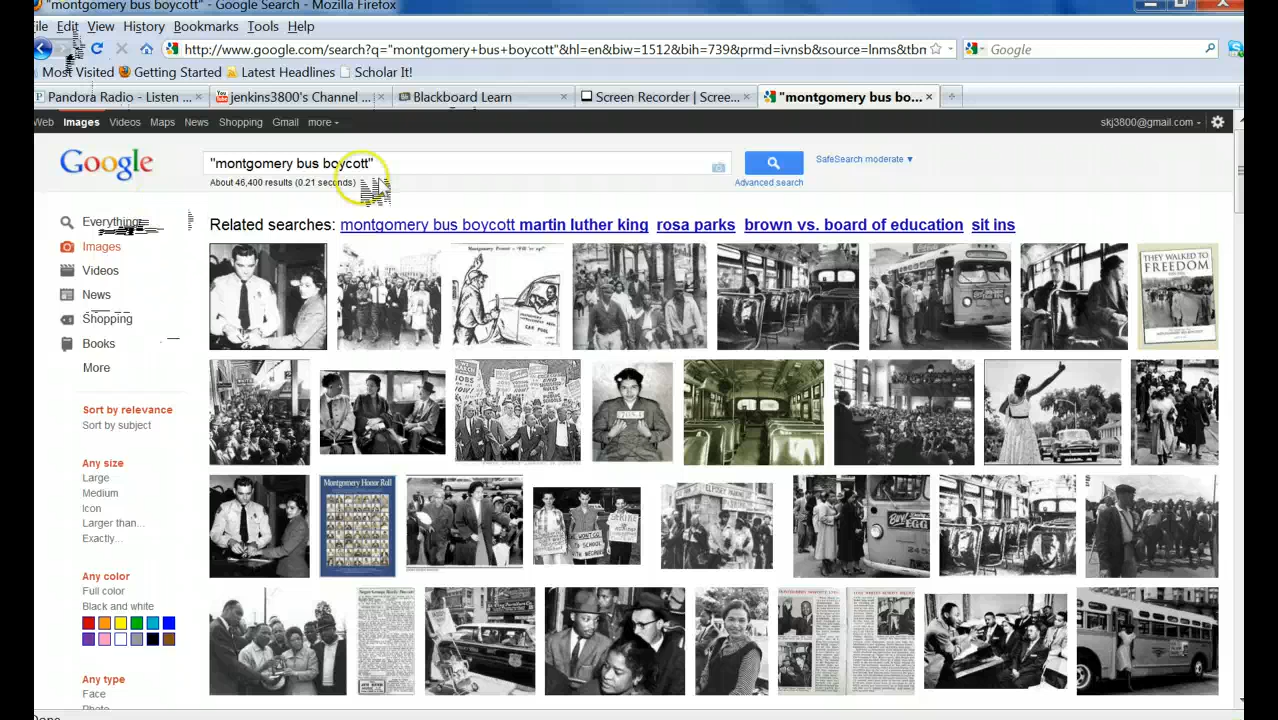 "montgomery bus boycott" - Google Search - Mozilla Firefox
File Edit View History Bookmarks Tools Help
http://www.google.com/search?q="montgomery+bus+boycott"&hl=en&biw=1512&bih=739&prmd=ivnsb&source=lnms&tbn
Google
Most Visited Getting Started Latest Headlines Scholar It!
Pandora Radio - Listen ... jenkins3800's Channel ... Blackboard Learn Screen Recorder | Scree... "montgomery bus bo...
Web Images Videos Maps News Shopping Gmail more
skj3800@gmail.com
Google
"montgomery bus boycott"
SafeSearch moderate
About 46,400 results (0.21 seconds)
Advanced search
Everything
Images
Videos
News
Shopping
Books
More
Sort by relevance
Sort by subject
Any size
Large
Medium
Icon
Larger than...
Exactly...
Any color
Full color
Black and white
Any type
Face
Related searches: montgomery bus boycott martin luther king rosa parks brown vs. board of education sit ins
THEY WALKED TO
FREEDOM
7053
Montgomery Honor Roll